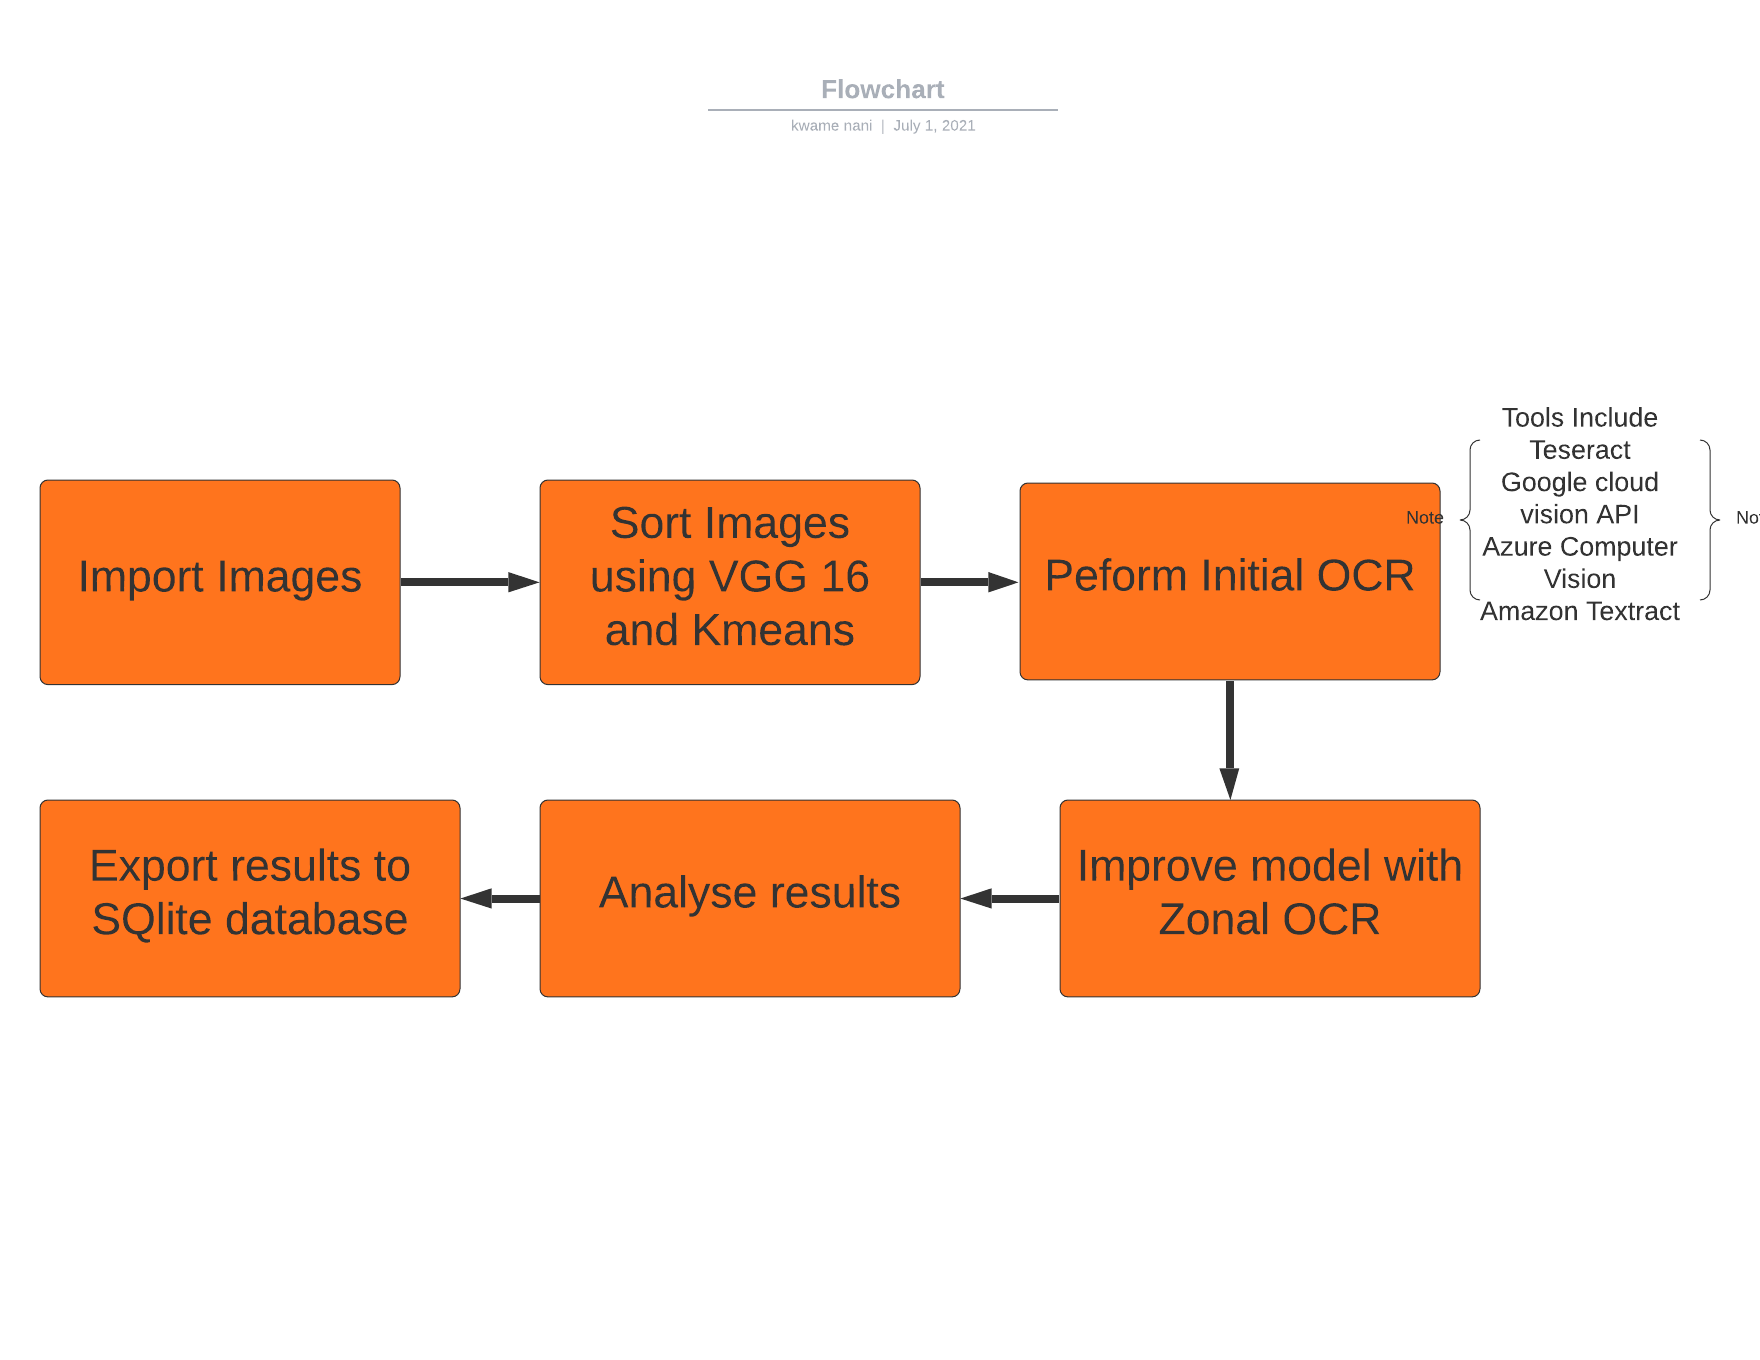 Flowchart
kwame nani | July 1, 2021
Import Images
Sort Images
using VGG 16
and Kmeans
Peform Initial OCR
Note
Tools Include
Teseract
Google cloud
vision API
Azure Computer
Vision
Amazon Textract
Improve model with
Zonal OCR
Analyse results
Export results to
SQlite database